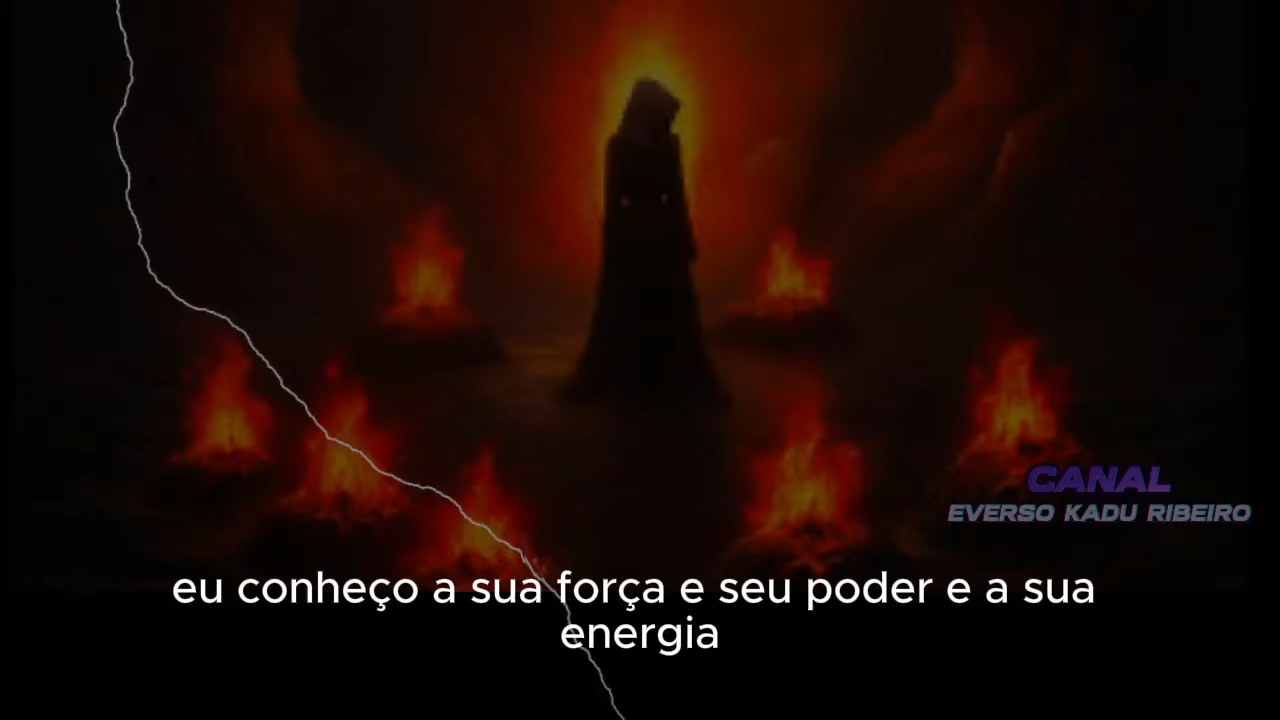 CANAL
EVERSO KADU RIBEIRO
eu conheço a sua força e seu poder e a sua
energia